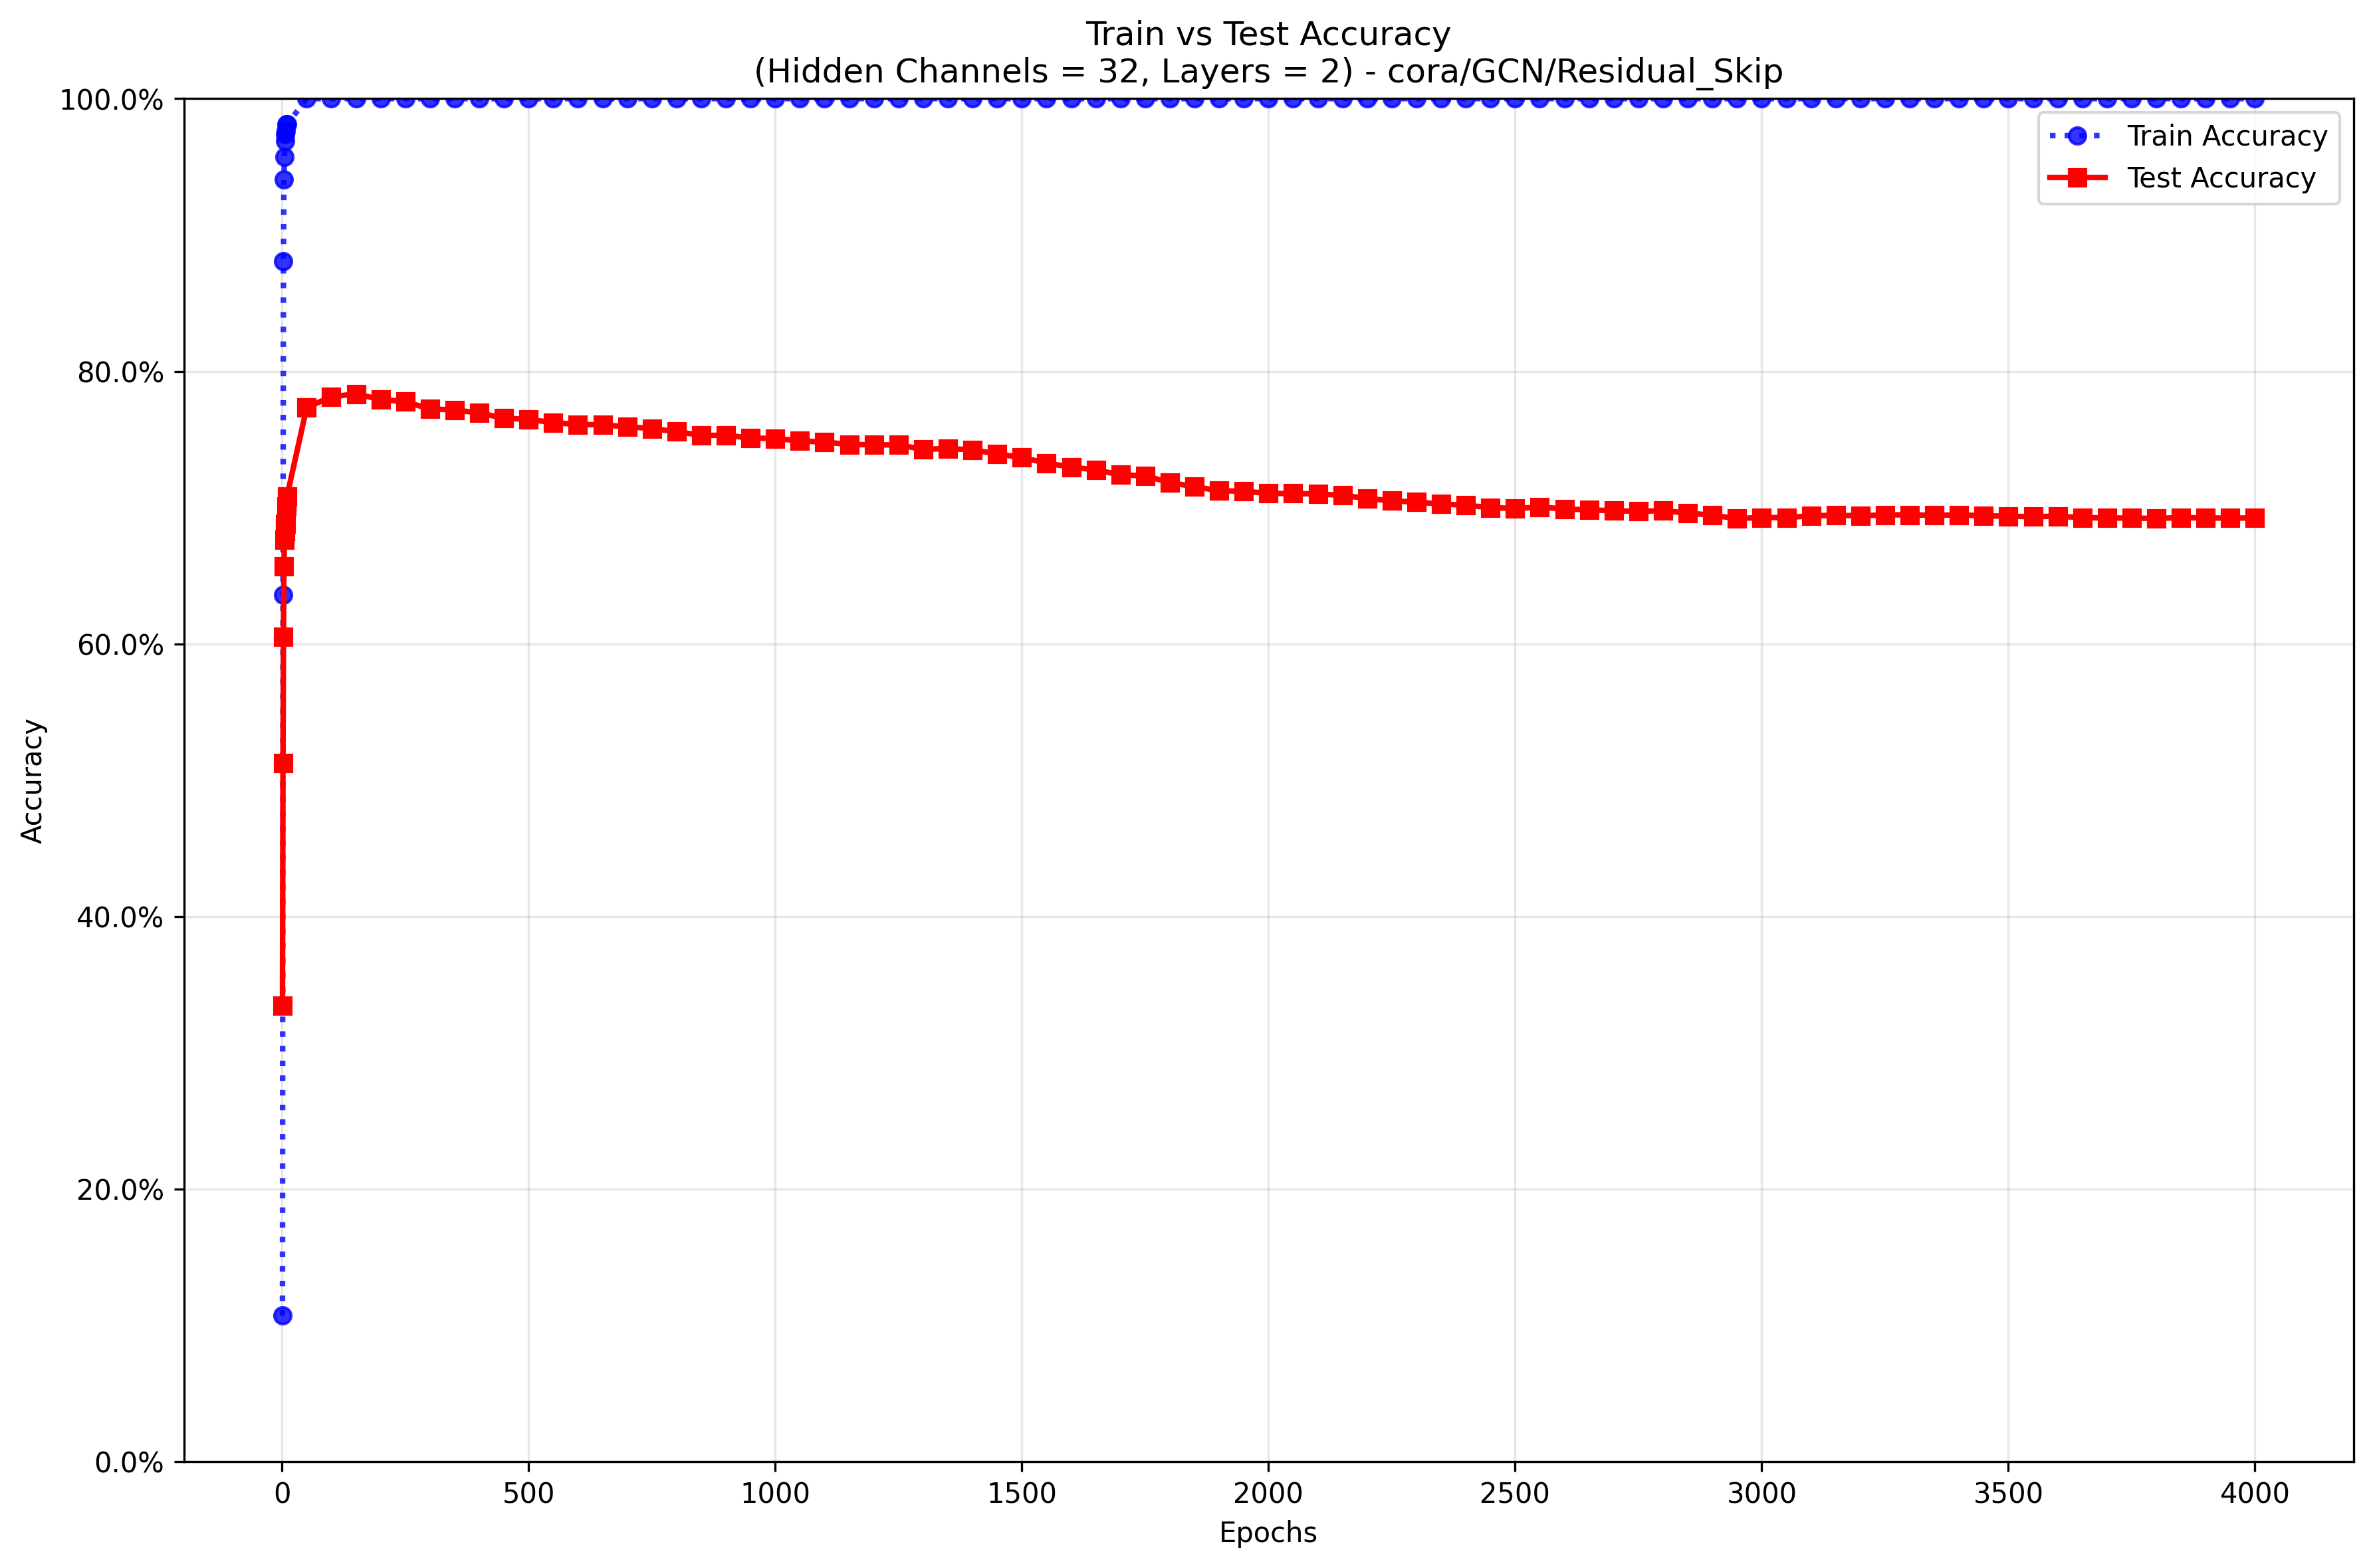 Train vs Test Accuracy
(Hidden Channels = 32, Layers = 2) - cora/GCN/Residual_Skip
100.0%
80.0%
60.0%
40.0%
20.0%
0.0%
Accuracy
Train Accuracy
Test Accuracy
0 500 1000 1500 2000 2500 3000 3500 4000
Epochs